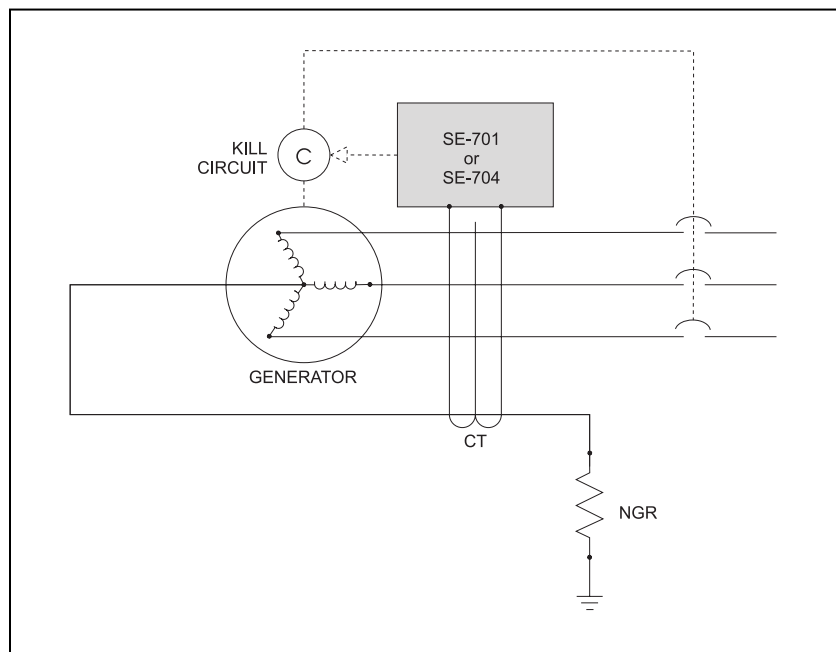 SE-701
or
SE-704
KILL
CIRCUIT
C
GENERATOR
CT
NGR